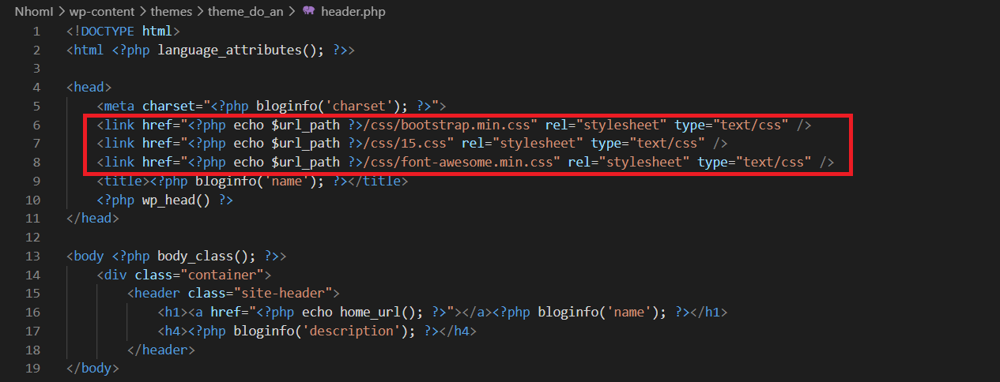 NhomI > wp-content > themes > theme_do_an > header.php
1 <!DOCTYPE html>
2 <html <?php language_attributes(); ?>>
3
4 <head>
5 <meta charset="<?php bloginfo('charset'); ?>">
6 <link href="<?php echo $url_path ?>/css/bootstrap.min.css" rel="stylesheet" type="text/css" />
7 <link href="<?php echo $url_path ?>/css/15.css" rel="stylesheet" type="text/css" />
8 <link href="<?php echo $url_path ?>/css/font-awesome.min.css" rel="stylesheet" type="text/css" />
9 <title><?php bloginfo('name'); ?></title>
10 <?php wp_head() ?>
11 </head>
12
13 <body <?php body_class(); ?>>
14 <div class="container">
15 <header class="site-header">
16 <h1><a href="<?php echo home_url(); ?>"></a><?php bloginfo('name'); ?></h1>
17 <h4><?php bloginfo('description'); ?></h4>
18 </header>
19 </body>